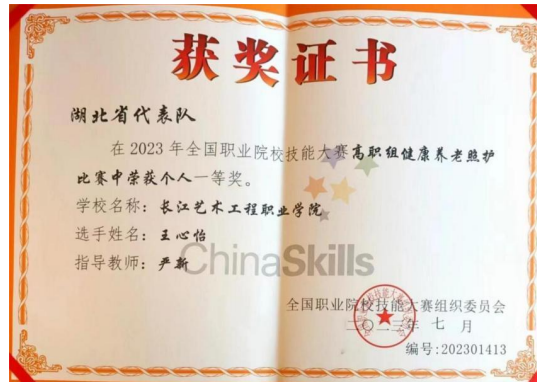 获奖证书
湖北省代表队
在2023年全国职业院校技能大赛高职组健康养老照护
比赛中荣获个人一等奖。
学校名称：长江艺术工程职业学院
选手姓名：王心怡
指导教师：严新
ChinaSkills
全国职业院校技能大赛组织委员会
二〇二三年七月
编号:202301413